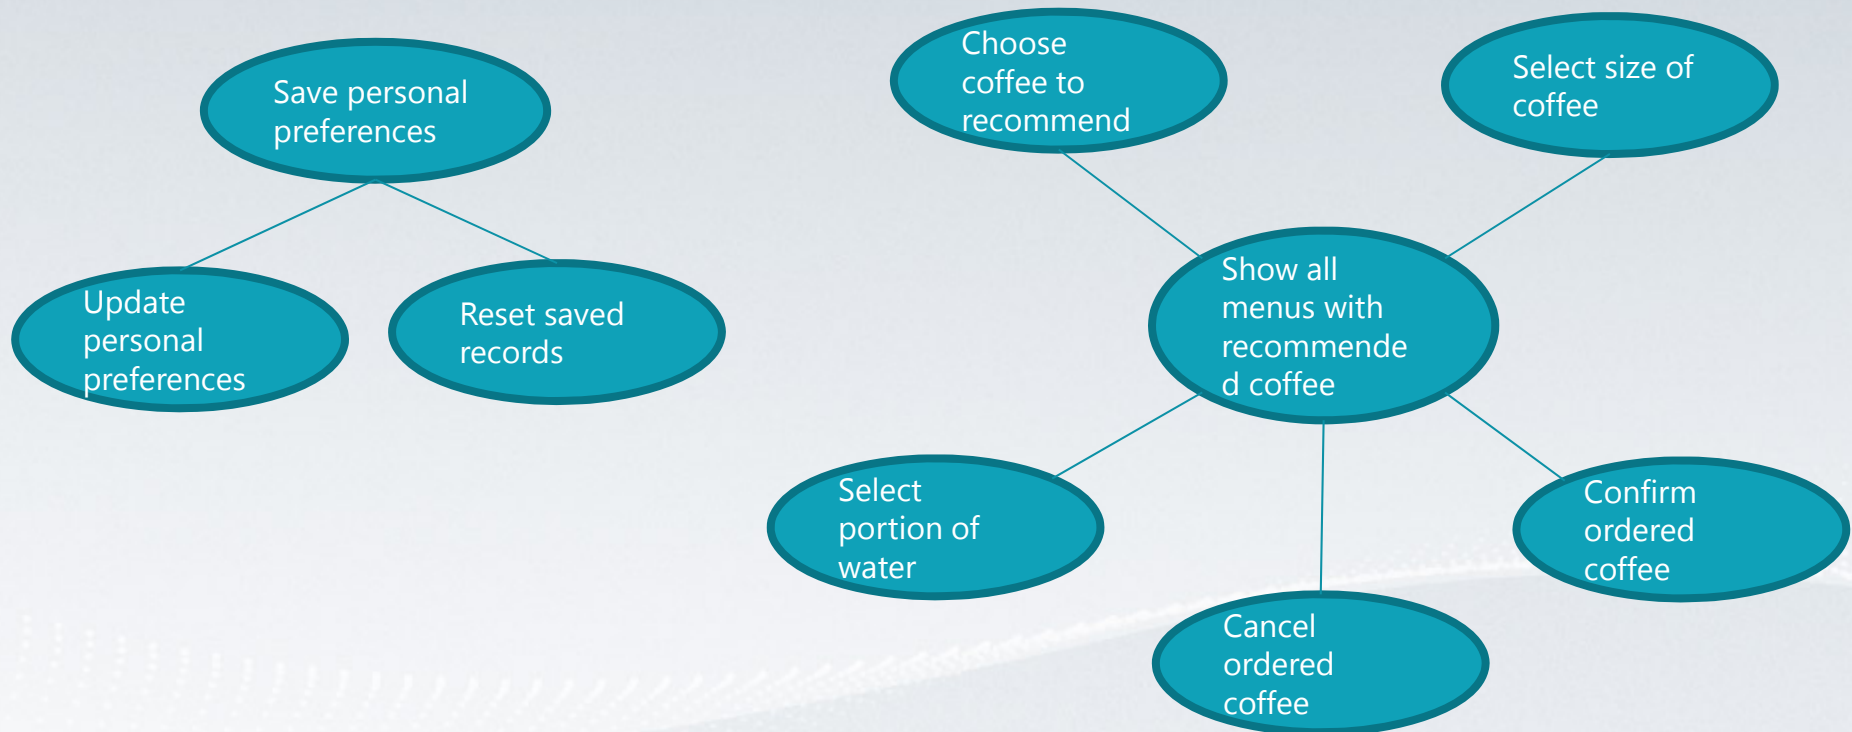 Save personal
preferences
Choose
coffee to
recommend
Select size of
coffee
Update
personal
preferences
Reset saved
records
Show all
menus with
recommende
d coffee
Select
portion of
water
Confirm
ordered
coffee
Cancel
ordered
coffee